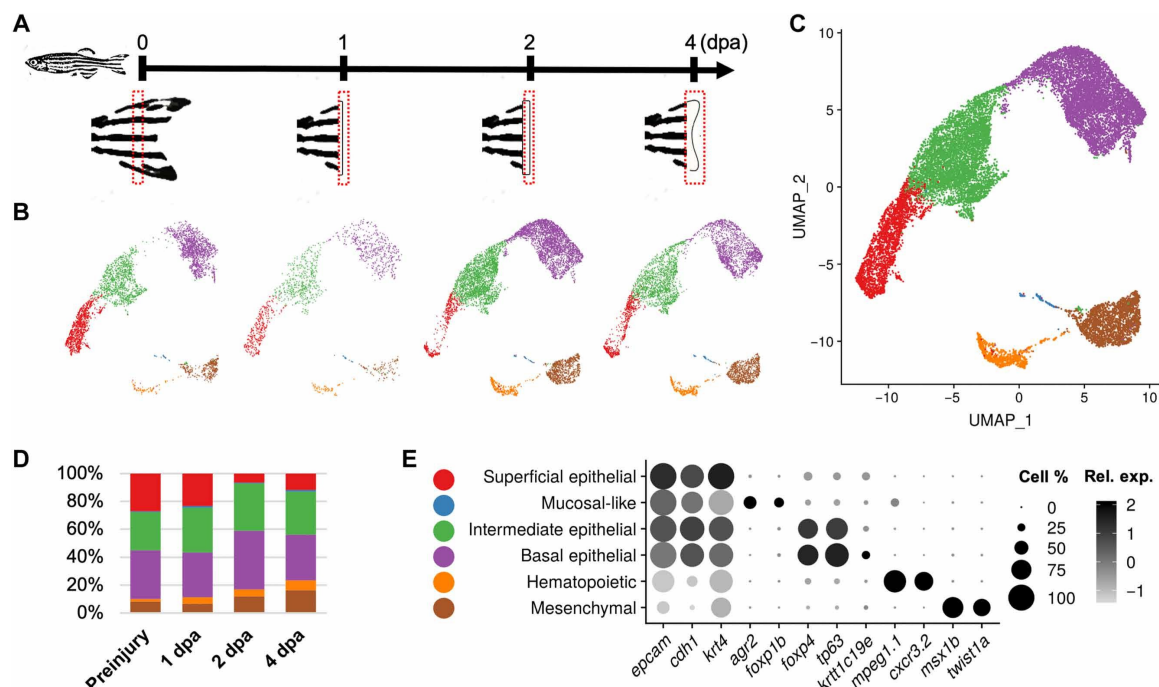 A
0 1 2 4 (dpa)
B
C
10
5
0
−5
−10
UMAP_2
−10 −5 0 5 10
UMAP_1
D
100%
80%
60%
40%
20%
0%
Preinjury
1 dpa
2 dpa
4 dpa
E
Superficial epithelial
Mucosal-like
Intermediate epithelial
Basal epithelial
Hematopoietic
Mesenchymal
epcam
cdh1
krt4
agr2
foxp1b
foxp4
tp63
krtt1c19e
mpeg1.1
cxcr3.2
msx1b
twist1a
Cell %
0
25
50
75
100
Rel. exp.
2
1
0
−1